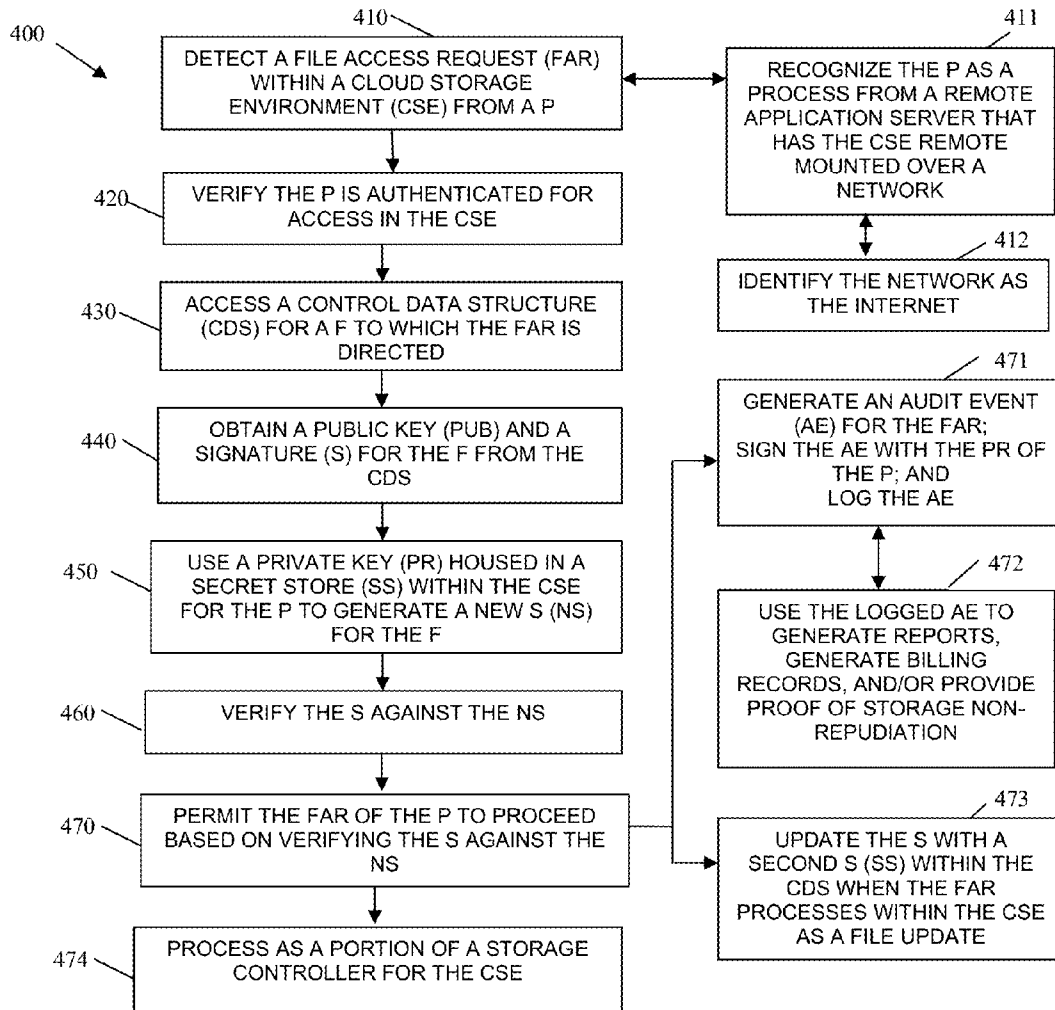 400
410
DETECT A FILE ACCESS REQUEST (FAR)
WITHIN A CLOUD STORAGE
ENVIRONMENT (CSE) FROM A P
411
RECOGNIZE THE P AS A
PROCESS FROM A REMOTE
APPLICATION SERVER THAT
HAS THE CSE REMOTE
MOUNTED OVER A
NETWORK
412
IDENTIFY THE NETWORK AS
THE INTERNET
420
VERIFY THE P IS AUTHENTICATED FOR
ACCESS IN THE CSE
430
ACCESS A CONTROL DATA STRUCTURE
(CDS) FOR A F TO WHICH THE FAR IS
DIRECTED
440
OBTAIN A PUBLIC KEY (PUB) AND A
SIGNATURE (S) FOR THE F FROM THE
CDS
450
USE A PRIVATE KEY (PR) HOUSED IN A
SECRET STORE (SS) WITHIN THE CSE
FOR THE P TO GENERATE A NEW S (NS)
FOR THE F
460
VERIFY THE S AGAINST THE NS
470
PERMIT THE FAR OF THE P TO PROCEED
BASED ON VERIFYING THE S AGAINST THE
NS
471
GENERATE AN AUDIT EVENT
(AE) FOR THE FAR;
SIGN THE AE WITH THE PR OF
THE P; AND
LOG THE AE
472
USE THE LOGGED AE TO
GENERATE REPORTS,
GENERATE BILLING
RECORDS, AND/OR PROVIDE
PROOF OF STORAGE NON-
REPUDIATION
473
UPDATE THE S WITH A
SECOND S (SS) WITHIN THE
CDS WHEN THE FAR
PROCESSES WITHIN THE CSE
AS A FILE UPDATE
474
PROCESS AS A PORTION OF A STORAGE
CONTROLLER FOR THE CSE